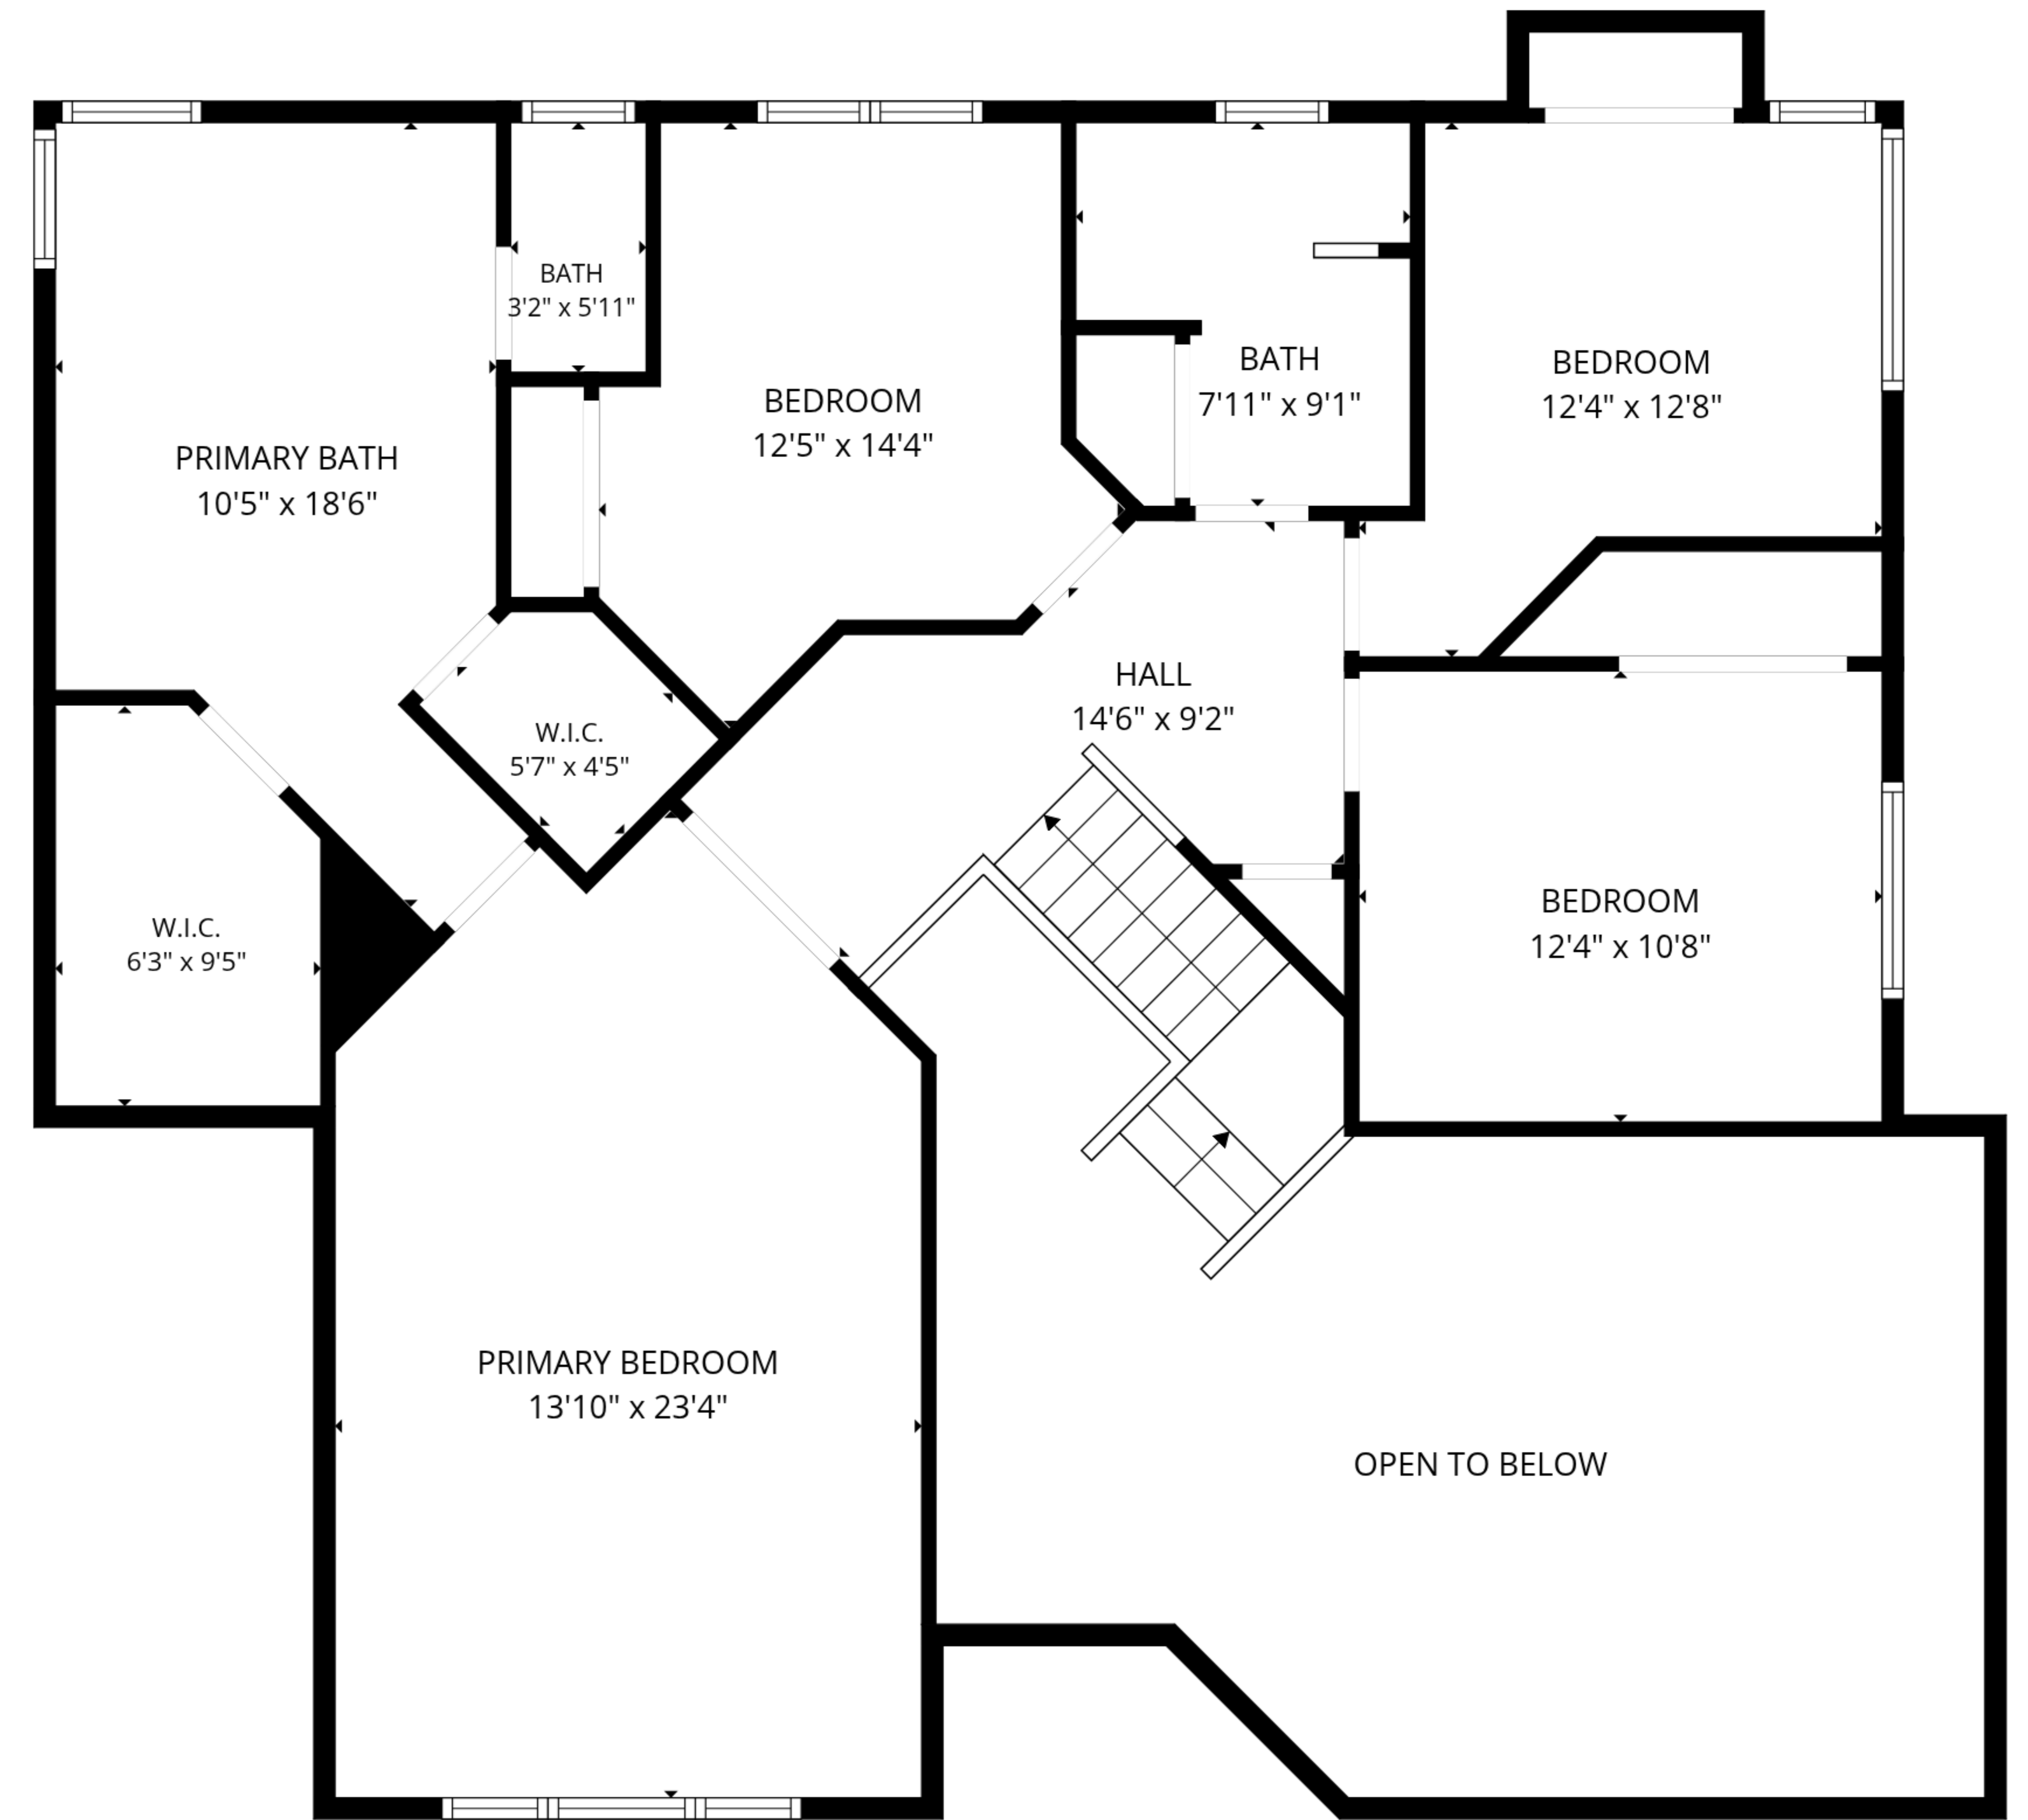 BATH
3'2" x 5'11"
BATH
7'11" x 9'1"
BEDROOM
12'4" x 12'8"
BEDROOM
12'5" x 14'4"
PRIMARY BATH
10'5" x 18'6"
HALL
14'6" x 9'2"
W.I.C.
5'7" x 4'5"
BEDROOM
12'4" x 10'8"
W.I.C.
6'3" x 9'5"
PRIMARY BEDROOM
13'10" x 23'4"
OPEN TO BELOW